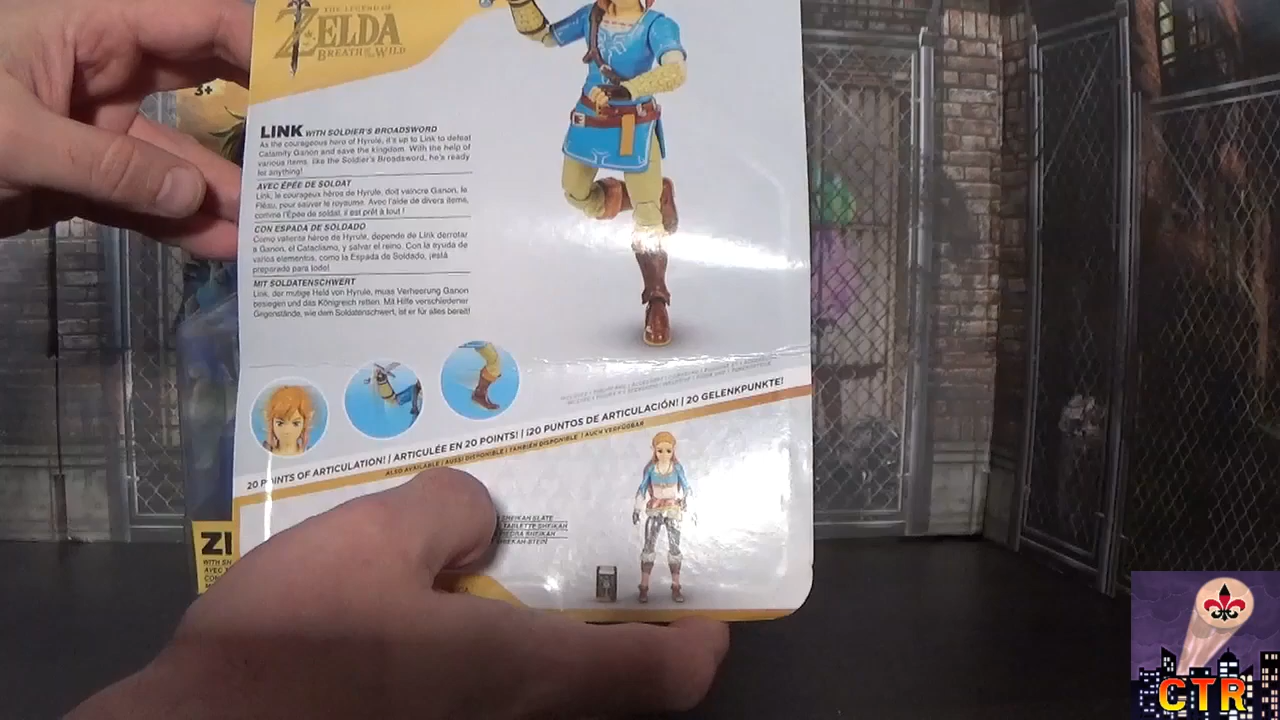 THE LEGEND OF
ZELDA
BREATH OF THE WILD
3+
LINK WITH SOLDIER'S BROADSWORD
As the courageous hero of Hyrule, it's up to Link to defeat
Calamity Ganon and save the kingdom. With the help of
various items, like the Soldier's Broadsword, he's ready
for anything!
AVEC ÉPÉE DE SOLDAT
Link, le courageux héros de Hyrule, doit vaincre Ganon, le
Fléau, pour sauver le royaume. Avec l'aide de divers items,
comme l'Épée de soldat, il est prêt à tout !
CON ESPADA DE SOLDADO
Como valiente héroe de Hyrule, depende de Link derrotar
a Ganon, el Cataclismo, y salvar el reino. Con la ayuda de
varios elementos, como la Espada de Soldado, ¡está
preparado para todo!
MIT SOLDATENSCHWERT
Link, der mutige Held von Hyrule, muss Verheerung Ganon
besiegen und das Königreich retten. Mit Hilfe verschiedener
Gegenstände, wie dem Soldatenschwert, ist er für alles bereit!
20 POINTS OF ARTICULATION! | ARTICULÉE EN 20 POINTS! | ¡20 PUNTOS DE ARTICULACIÓN! | 20 GELENKPUNKTE!
ALSO AVAILABLE | AUSSI DISPONIBLE | TAMBIÉN DISPONIBLE | AUCH VERFÜGBAR
SHEIKAH SLATE
TABLETTE SHEIKAH
PIEDRA SHEIKAH
SHEKAH-STEIN
ZE
WITH SH
AVEC
CON
CTR